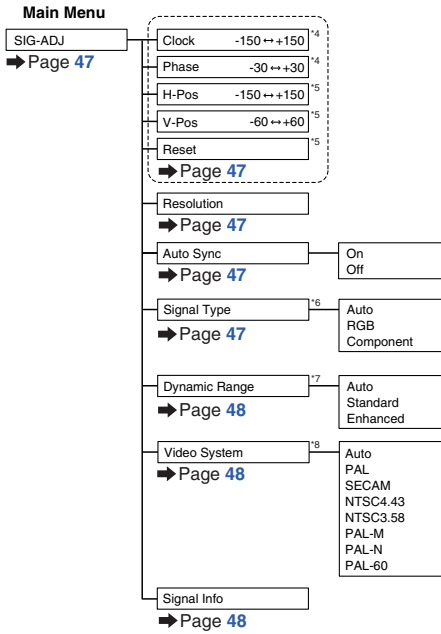 Main Menu
SIG-ADJ
➡Page 47
Clock -150↔+150 *4
Phase -30↔+30 *4
H-Pos -150↔+150 *5
V-Pos -60↔+60 *5
Reset *5
➡Page 47
Resolution
➡Page 47
Auto Sync
➡Page 47
On
Off
Signal Type *6
➡Page 47
Auto
RGB
Component
Dynamic Range *7
➡Page 48
Auto
Standard
Enhanced
Video System *8
➡Page 48
Auto
PAL
SECAM
NTSC4.43
NTSC3.58
PAL-M
PAL-N
PAL-60
Signal Info
➡Page 48